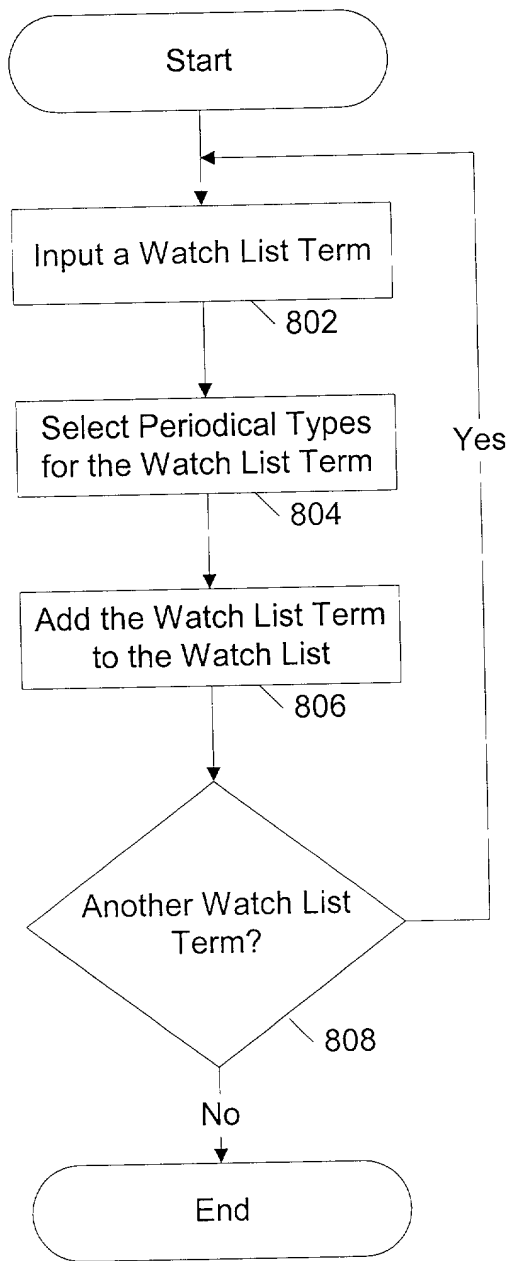 Start
Input a Watch List Term
802
Select Periodical Types
for the Watch List Term
804
Yes
Add the Watch List Term
to the Watch List
806
Another Watch List
Term?
808
No
End